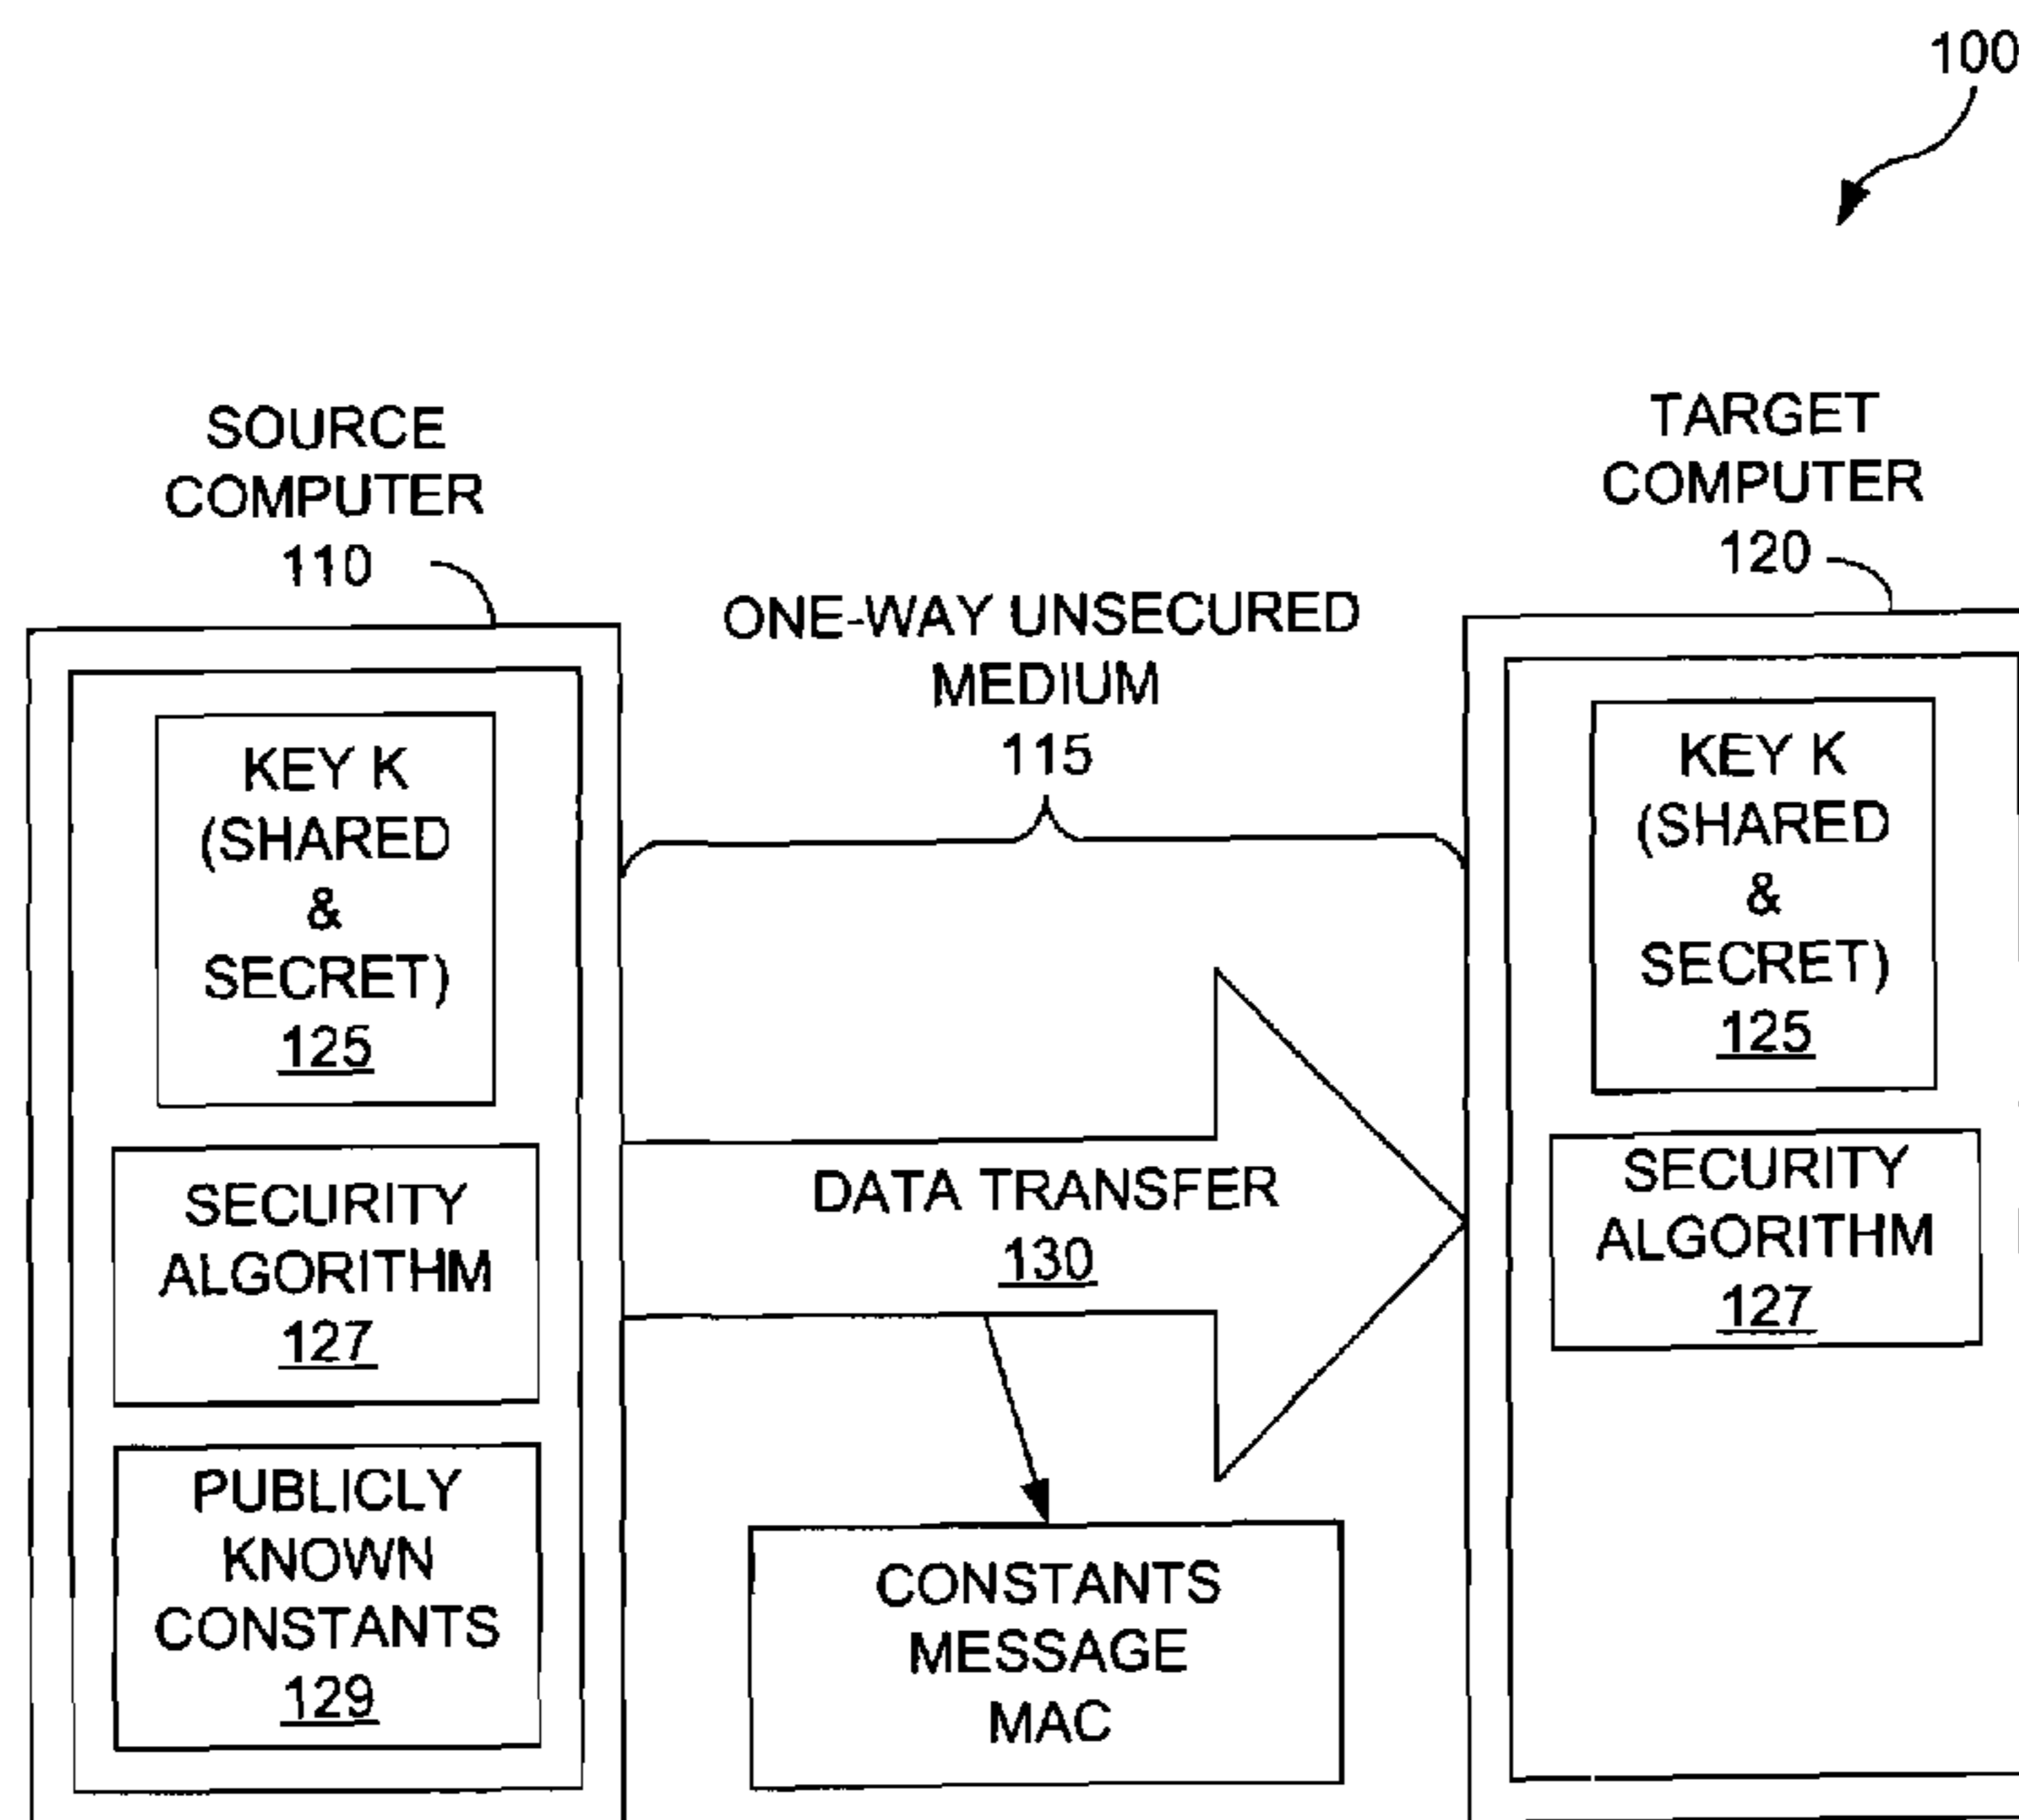 100
SOURCE
COMPUTER
110
ONE-WAY UNSECURED
MEDIUM
115
TARGET
COMPUTER
120
KEY K
(SHARED
&
SECRET)
125
SECURITY
ALGORITHM
127
PUBLICLY
KNOWN
CONSTANTS
129
DATA TRANSFER
130
CONSTANTS
MESSAGE
MAC
KEY K
(SHARED
&
SECRET)
125
SECURITY
ALGORITHM
127